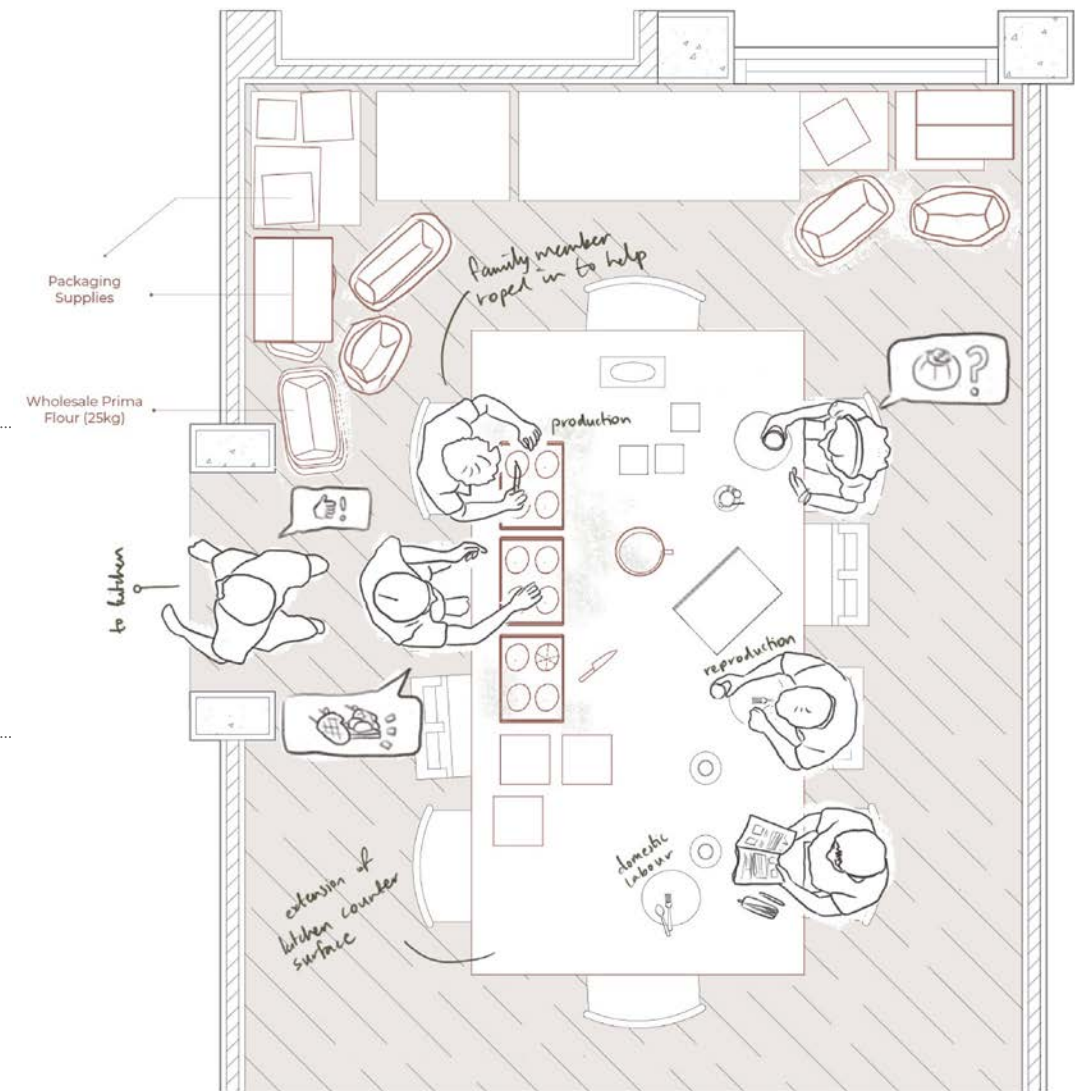 Packaging
Supplies
family member
roped in to help
?
Wholesale Prima
Flour (25kg)
production
!
to kitchen
reproduction
domestic
labour
extension of
kitchen counter
surface